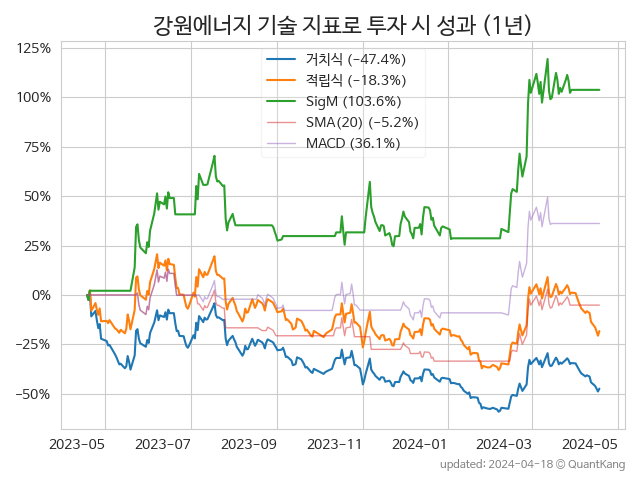 강원에너지 기술 지표로 투자 시 성과 (1년)
거치식 (−47.4%)
적립식 (−18.3%)
SigM (103.6%)
SMA(20) (−5.2%)
MACD (36.1%)
125%
100%
75%
50%
25%
0%
−25%
−50%
2023-05 2023-07 2023-09 2023-11 2024-01 2024-03 2024-05
updated: 2024-04-18 © QuantKang